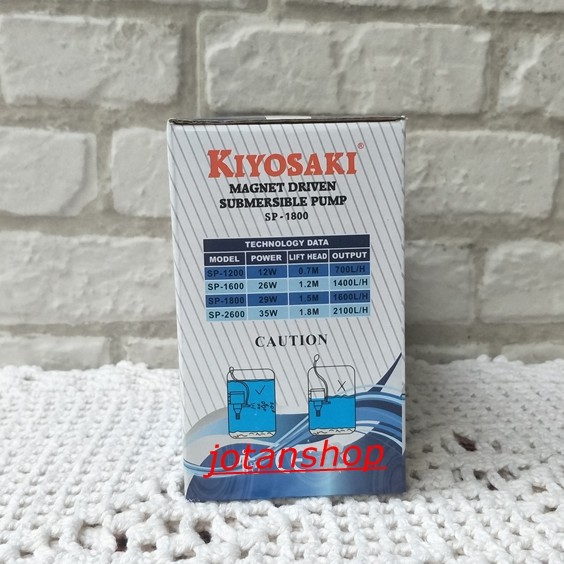 KIYOSAKI®
MAGNET DRIVEN
SUBMERSIBLE PUMP
SP-1800
TECHNOLOGY DATA
MODEL POWER LIFT HEAD OUTPUT
SP-1200 12W 0.7M 700L/H
SP-1600 26W 1.2M 1400L/H
SP-1800 29W 1.5M 1600L/H
SP-2600 35W 1.8M 2100L/H
CAUTION
jotanshop